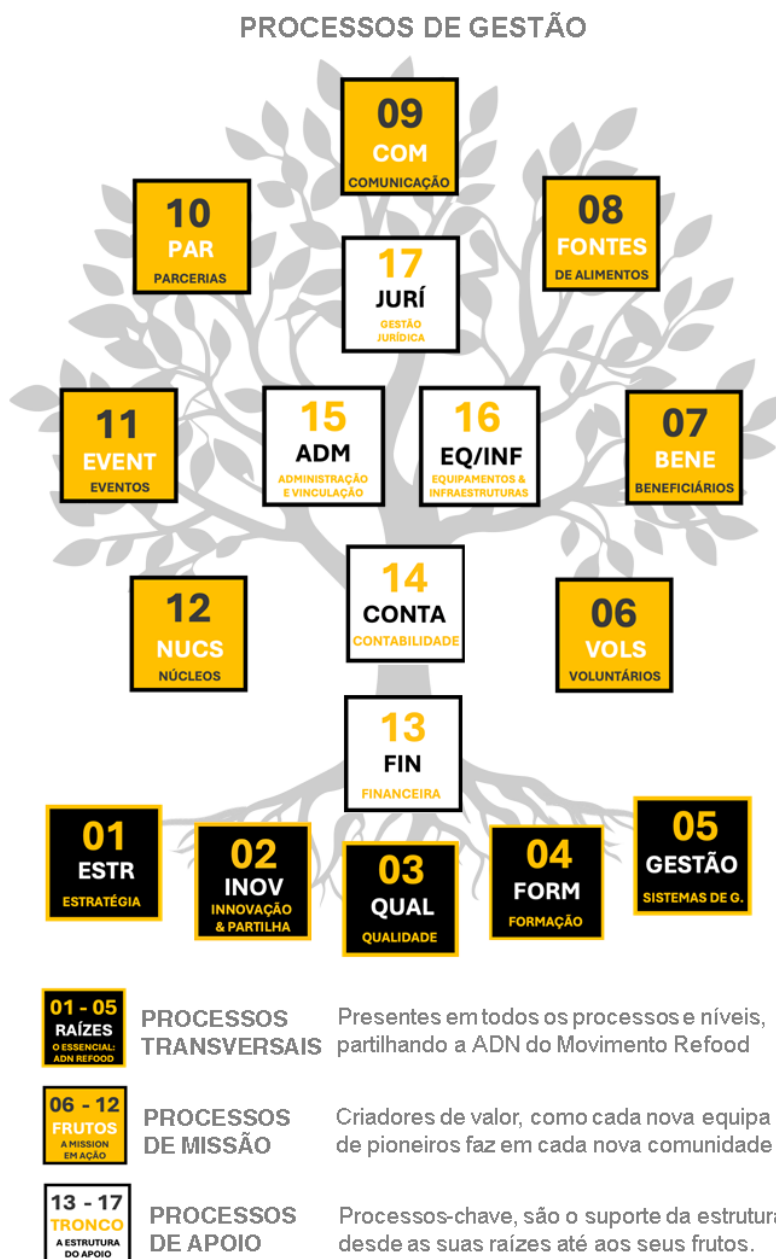 PROCESSOS DE GESTÃO
09
COM
COMUNICAÇÃO
10
PAR
PARCERIAS
08
FONTES
DE ALIMENTOS
17
JURÍ
GESTÃO
JURÍDICA
11
EVENT
EVENTOS
15
ADM
ADMINISTRAÇÃO
E VINCULAÇÃO
16
EQ/INF
EQUIPAMENTOS &
INFRAESTRUTURAS
07
BENE
BENEFICIÁRIOS
14
CONTA
CONTABILIDADE
12
NUCS
NÚCLEOS
06
VOLS
VOLUNTÁRIOS
13
FIN
FINANCEIRA
01
ESTR
ESTRATÉGIA
02
INOV
INNOVAÇÃO
& PARTILHA
03
QUAL
QUALIDADE
04
FORM
FORMAÇÃO
05
GESTÃO
SISTEMAS DE G.
01 - 05
RAÍZES
O ESSENCIAL:
ADN REFOOD
PROCESSOS
TRANSVERSAIS
Presentes em todos os processos e níveis,
partilhando a ADN do Movimento Refood
06 - 12
FRUTOS
A MISSION
EM AÇÃO
PROCESSOS
DE MISSÃO
Criadores de valor, como cada nova equipa
de pioneiros faz em cada nova comunidade
13 - 17
TRONCO
A ESTRUTURA
DO APOIO
PROCESSOS
DE APOIO
Processos-chave, são o suporte da estrutura
desde as suas raízes até aos seus frutos.